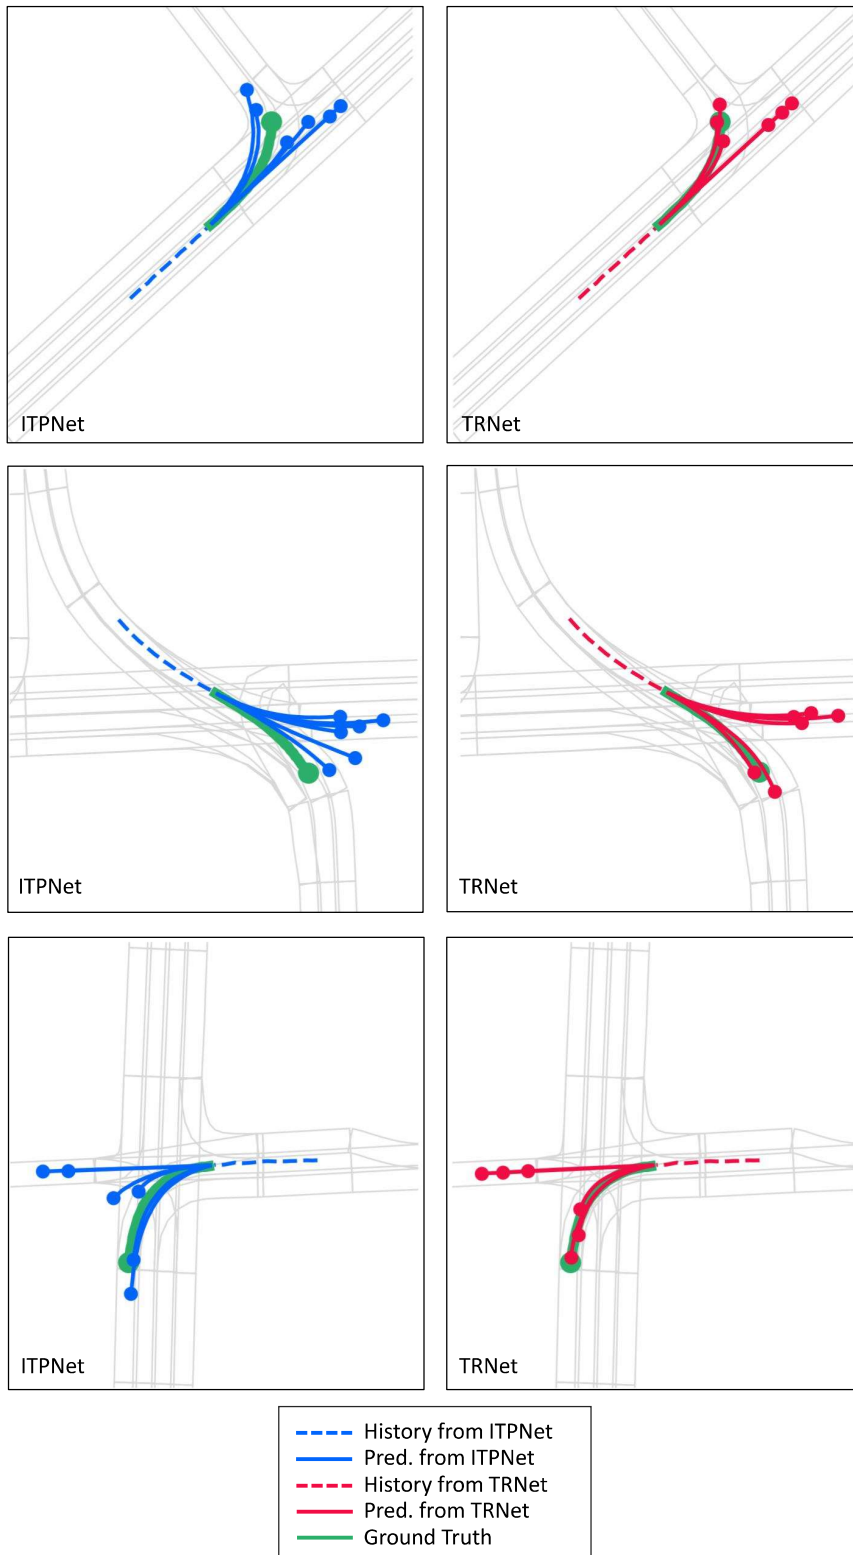 ITPNet
TRNet
ITPNet
TRNet
ITPNet
TRNet
History from ITPNet
Pred. from ITPNet
History from TRNet
Pred. from TRNet
Ground Truth